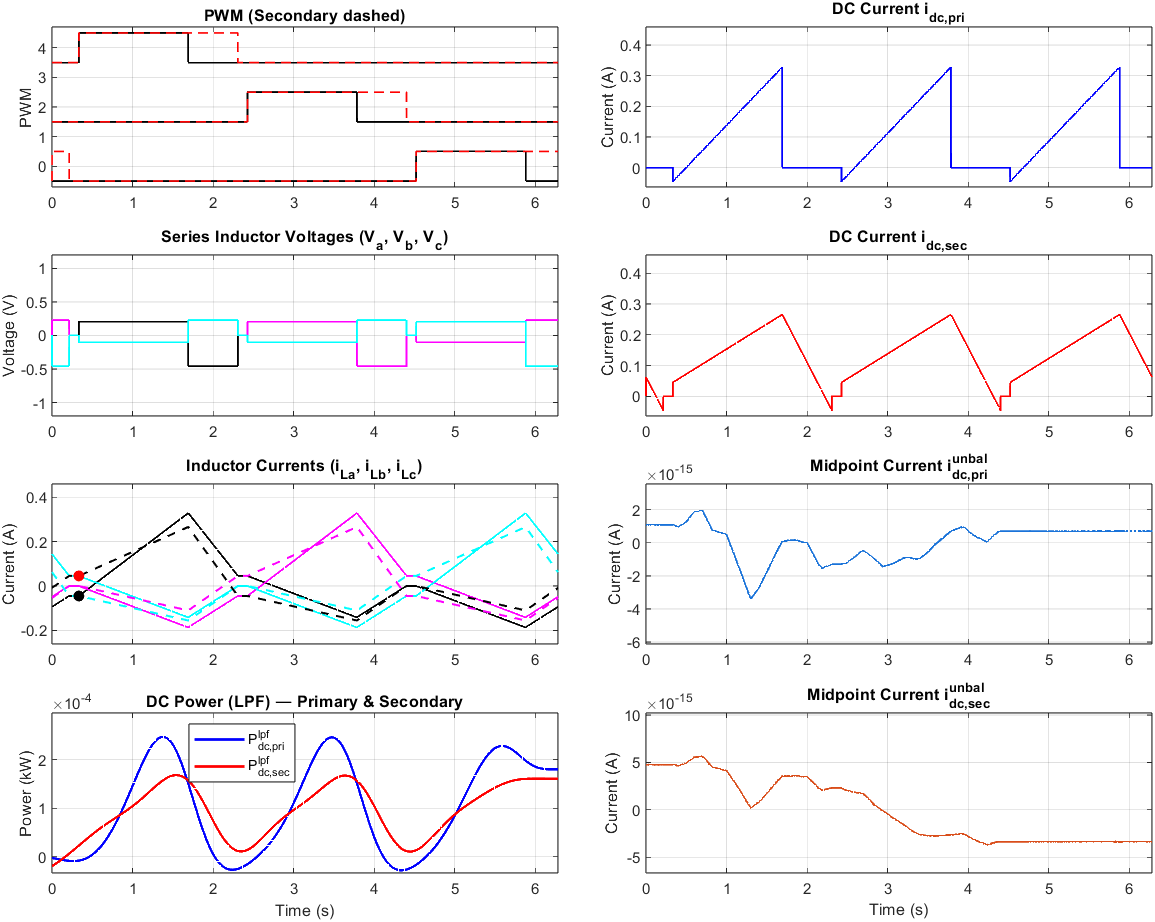 PWM (Secondary dashed)
PWM
4
3
2
1
0
0 1 2 3 4 5 6
DC Current i_dc,pri
Current (A)
0.4
0.3
0.2
0.1
0
0 1 2 3 4 5 6
Series Inductor Voltages (V_a, V_b, V_c)
Voltage (V)
1
0.5
0
-0.5
-1
0 1 2 3 4 5 6
DC Current i_dc,sec
Current (A)
0.4
0.3
0.2
0.1
0
0 1 2 3 4 5 6
Inductor Currents (i_La, i_Lb, i_Lc)
Current (A)
0.4
0.2
0
-0.2
0 1 2 3 4 5 6
Midpoint Current i_dc,pri^unbal
×10^-15
Current (A)
2
0
-2
-4
-6
0 1 2 3 4 5 6
DC Power (LPF) — Primary & Secondary
×10^-4
Power (kW)
2
1
0
P_dc,pri^lpf
P_dc,sec^lpf
0 1 2 3 4 5 6
Time (s)
Midpoint Current i_dc,sec^unbal
×10^-15
Current (A)
10
5
0
-5
0 1 2 3 4 5 6
Time (s)